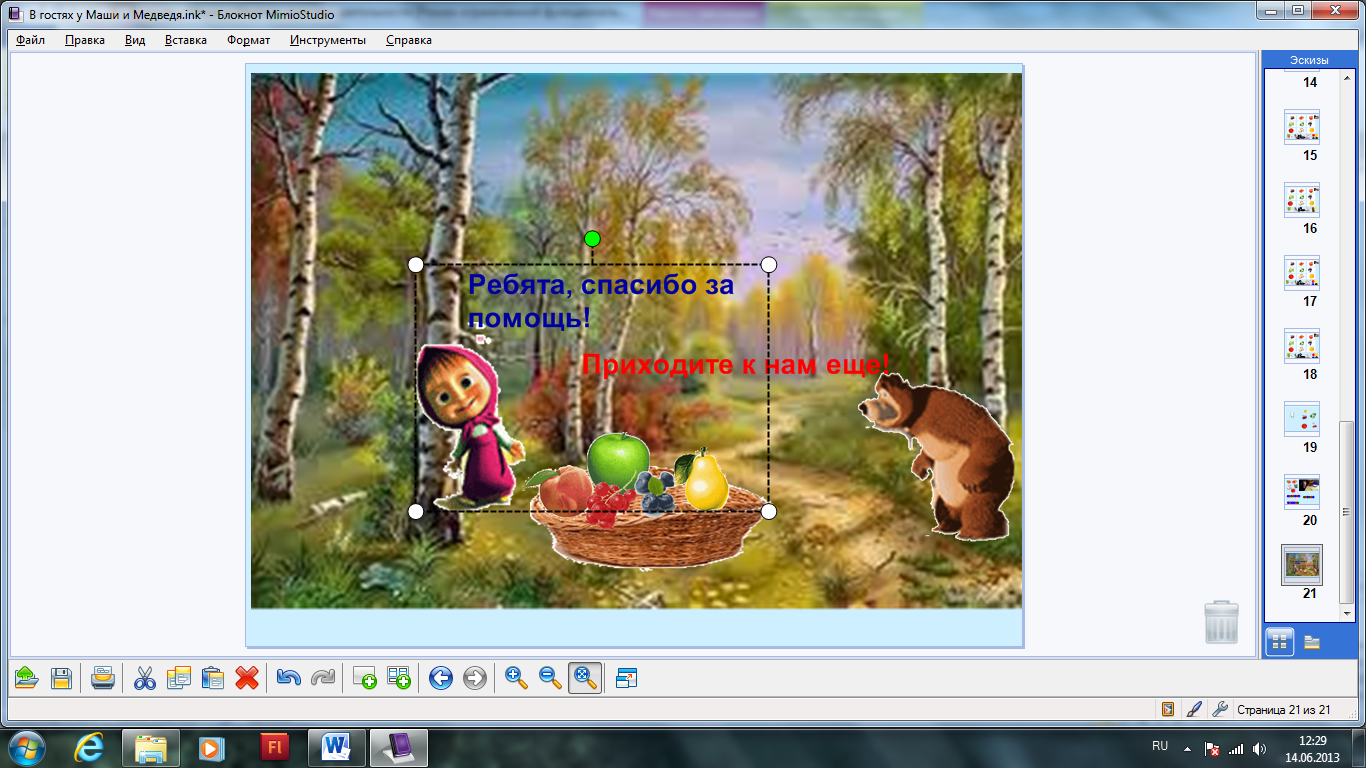 В гостях у Маши и Медведя.ink* - Блокнот MimioStudio
Файл Правка Вид Вставка Формат Инструменты Справка
Эскизы
14
15
16
17
18
19
20
21
Ребята, спасибо за
помощь!
Приходите к нам еще!
Страница 21 из 21
Fl
W
RU
12:29
14.06.2013